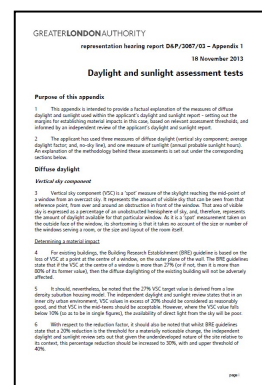 GREATERLONDONAUTHORITY
representation hearing report D&P/3067/03 – Appendix 1
18 November 2013
Daylight and sunlight assessment tests
Purpose of this appendix
1 This appendix is intended to provide a factual explanation of the measures of diffuse
daylight and sunlight used within the applicant's daylight and sunlight report - setting out the
margins for establishing material impacts in this case, based on relevant assessment thresholds, and
informed by an independent review of the applicant's daylight and sunlight report.
2 The applicant has used three measures of diffuse daylight (vertical sky component; average
daylight factor; and, no-sky line), and one measure of sunlight (annual probable sunlight hours).
An explanation of the methodology behind these assessments is set out under the corresponding
sections below.
Diffuse daylight
Vertical sky component
3 Vertical sky component (VSC) is a 'spot' measure of the skylight reaching the mid-point of
a window from an overcast sky. It represents the amount of visible sky that can be seen from that
reference point, from over and around an obstruction in front of the window. That area of visible
sky is expressed as a percentage of an unobstructed hemisphere of sky, and, therefore, represents
the amount of daylight available for that particular window. As it is a 'spot' measurement taken on
the outside face of the window, its shortcoming is that it takes no account of the size or number of
the windows serving a room, or the size and layout of the room itself.
Determining a material impact
4 For existing buildings, the Building Research Establishment (BRE) guideline is based on the
loss of VSC at a point at the centre of a window, on the outer plane of the wall. The BRE guidelines
state that if the VSC at the centre of a window is more than 27% (or if not, then it is more than
80% of its former value), then the diffuse daylighting of the existing building will not be adversely
affected.
5 It should, nevertheless, be noted that the 27% VSC target value is derived from a low
density suburban housing model. The independent daylight and sunlight review states that in an
inner city urban environment, VSC values in excess of 20% should be considered as reasonably
good, and that VSC in the mid-teens should be acceptable. However, where the VSC value falls
below 10% (so as to be in single figures), the availability of direct light from the sky will be poor.
6 With respect to the reduction factor, it should also be noted that whilst BRE guidelines
state that a 20% reduction is the threshold for a materially noticeable change, the independent
daylight and sunlight review sets out that given the underdeveloped nature of the site relative to
its context, this percentage reduction should be increased to 30%, with and upper threshold of
40%.
page 1